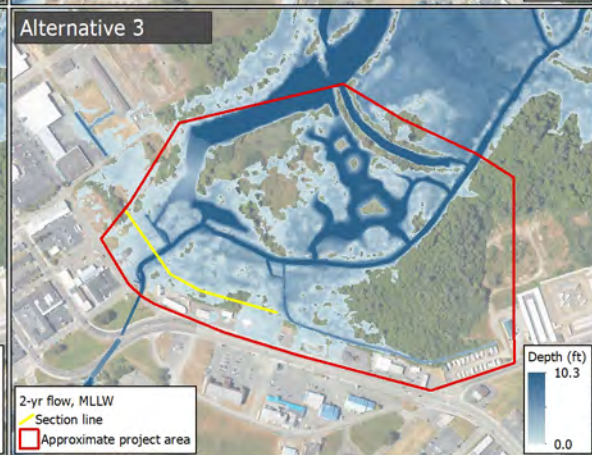 Alternative 3
2-yr flow, MLLW
Section line
Approximate project area
Depth (ft)
10.3
0.0